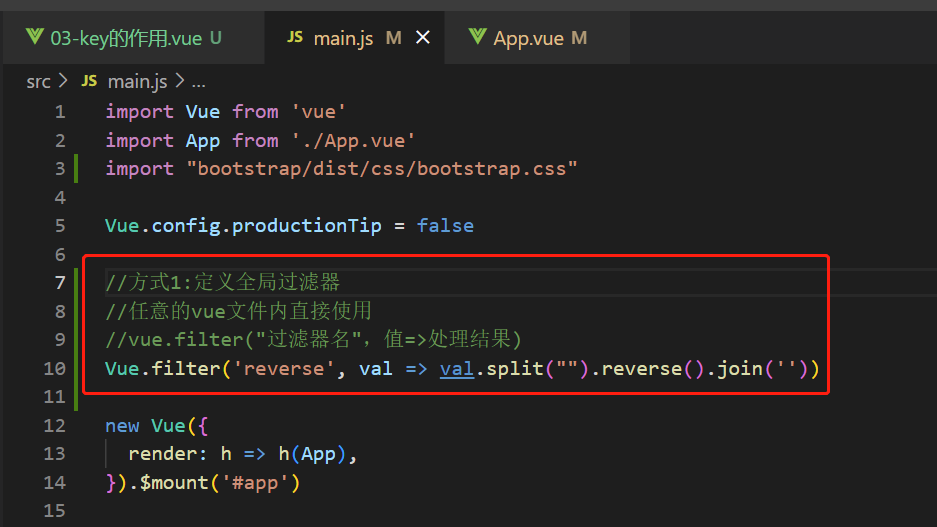 03-key的作用.vue U JS main.js M App.vue M
src > JS main.js > ...
1 import Vue from 'vue'
2 import App from './App.vue'
3 import "bootstrap/dist/css/bootstrap.css"
4
5 Vue.config.productionTip = false
6
7 //方式1:定义全局过滤器
8 //任意的vue文件内直接使用
9 //vue.filter("过滤器名"，值=>处理结果)
10 Vue.filter('reverse', val => val.split("").reverse().join(''))
11
12 new Vue({
13 render: h => h(App),
14 }).$mount('#app')
15